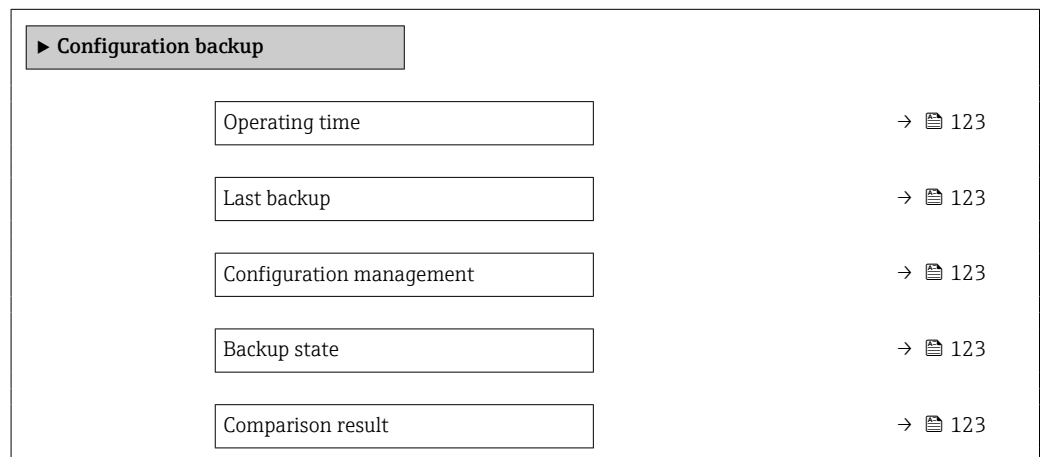 ▶ Configuration backup
Operating time → 123
Last backup → 123
Configuration management → 123
Backup state → 123
Comparison result → 123